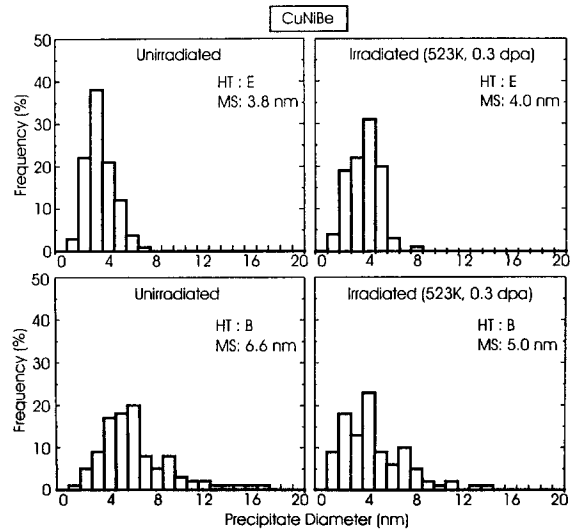 CuNiBe
50
40
30
20
10
0
Frequency (%)
Unirradiated
HT : E
MS: 3.8 nm
0 4 8 12 16 20
Irradiated (523K, 0.3 dpa)
HT : E
MS: 4.0 nm
0 4 8 12 16 20
50
40
30
20
10
0
Frequency (%)
Unirradiated
HT : B
MS: 6.6 nm
0 4 8 12 16 20
Irradiated (523K, 0.3 dpa)
HT : B
MS: 5.0 nm
0 4 8 12 16 20
Precipitate Diameter (nm)